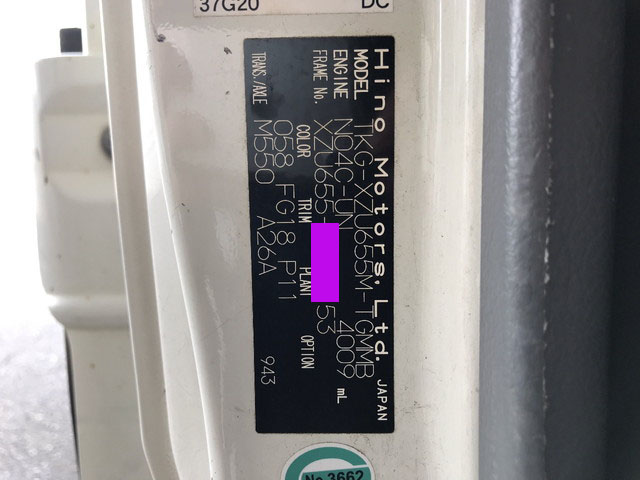 37G20 DC
Hino Motors, Ltd. JAPAN
MODEL TKG-XZU655M-TGMMB
ENGINE N04C-UN 4009 mL
FRAME No. XZU655- 53
COLOR TRIM PLANT OPTION
058 FG18 P11 943
TRANS./AXLE M550 A26A
No.3662